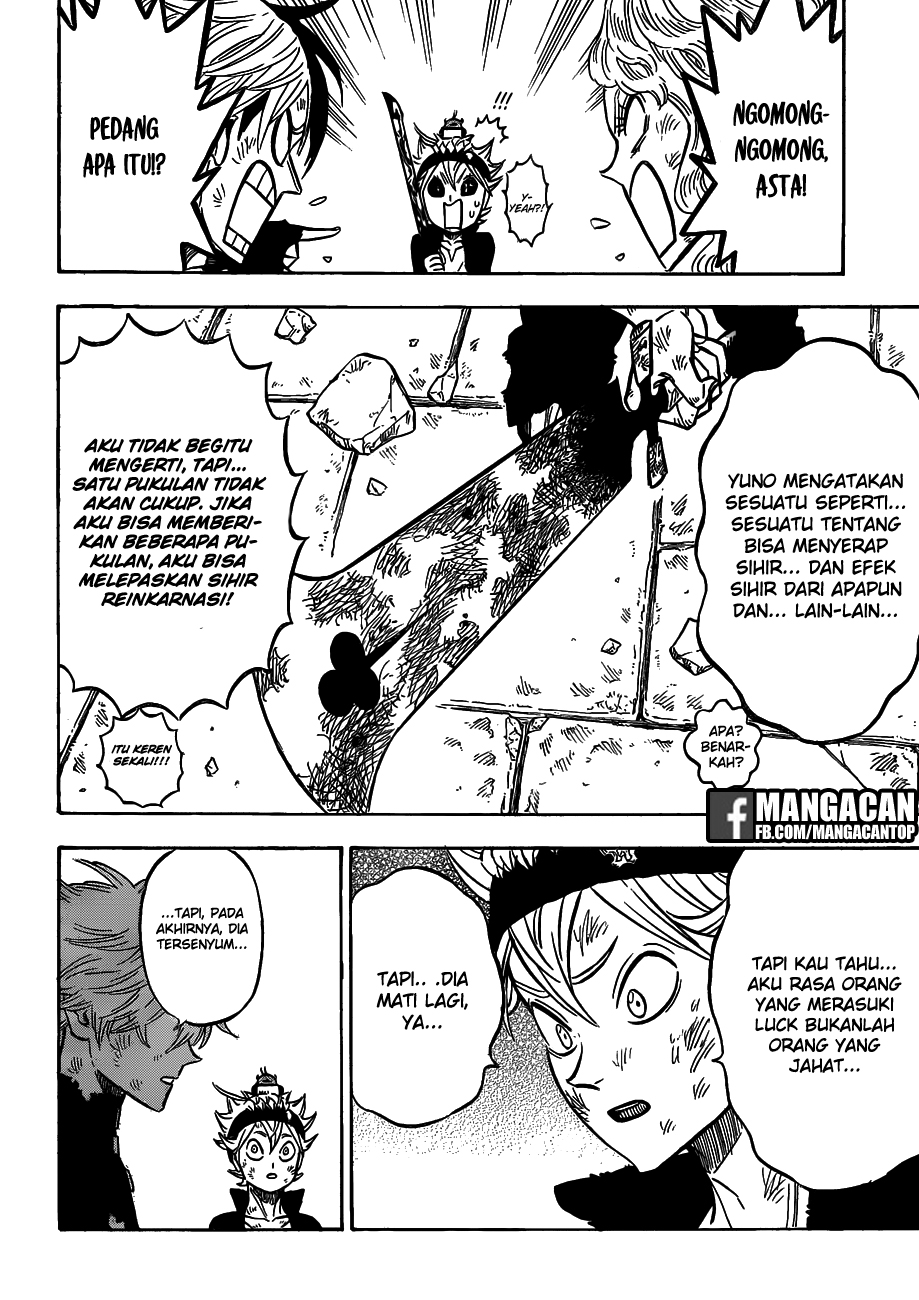 NGOMONG-
NGOMONG,
ASTA!
!!!
Y-
YEAH?!
PEDANG
APA ITU!?
YUNO MENGATAKAN
SESUATU SEPERTI...
SESUATU TENTANG
BISA MENYERAP
SIHIR... DAN EFEK
SIHIR DARI APAPUN
DAN... LAIN-LAIN...
APA?
BENAR-
KAH?
AKU TIDAK BEGITU
MENGERTI, TAPI...
SATU PUKULAN TIDAK
AKAN CUKUP. JIKA
AKU BISA MEMBERI-
KAN BEBERAPA PU-
KULAN, AKU BISA
MELEPASKAN SIHIR
REINKARNASI!
ITU KEREN
SEKALI!!!
f MANGACAN
FB.COM/MANGACANTOP
TAPI KAU TAHU...
AKU RASA ORANG
YANG MERASUKI
LUCK BUKANLAH
ORANG YANG
JAHAT...
TAPI.. .DIA
MATI LAGI,
YA...
...TAPI, PADA
AKHIRNYA, DIA
TERSENYUM...